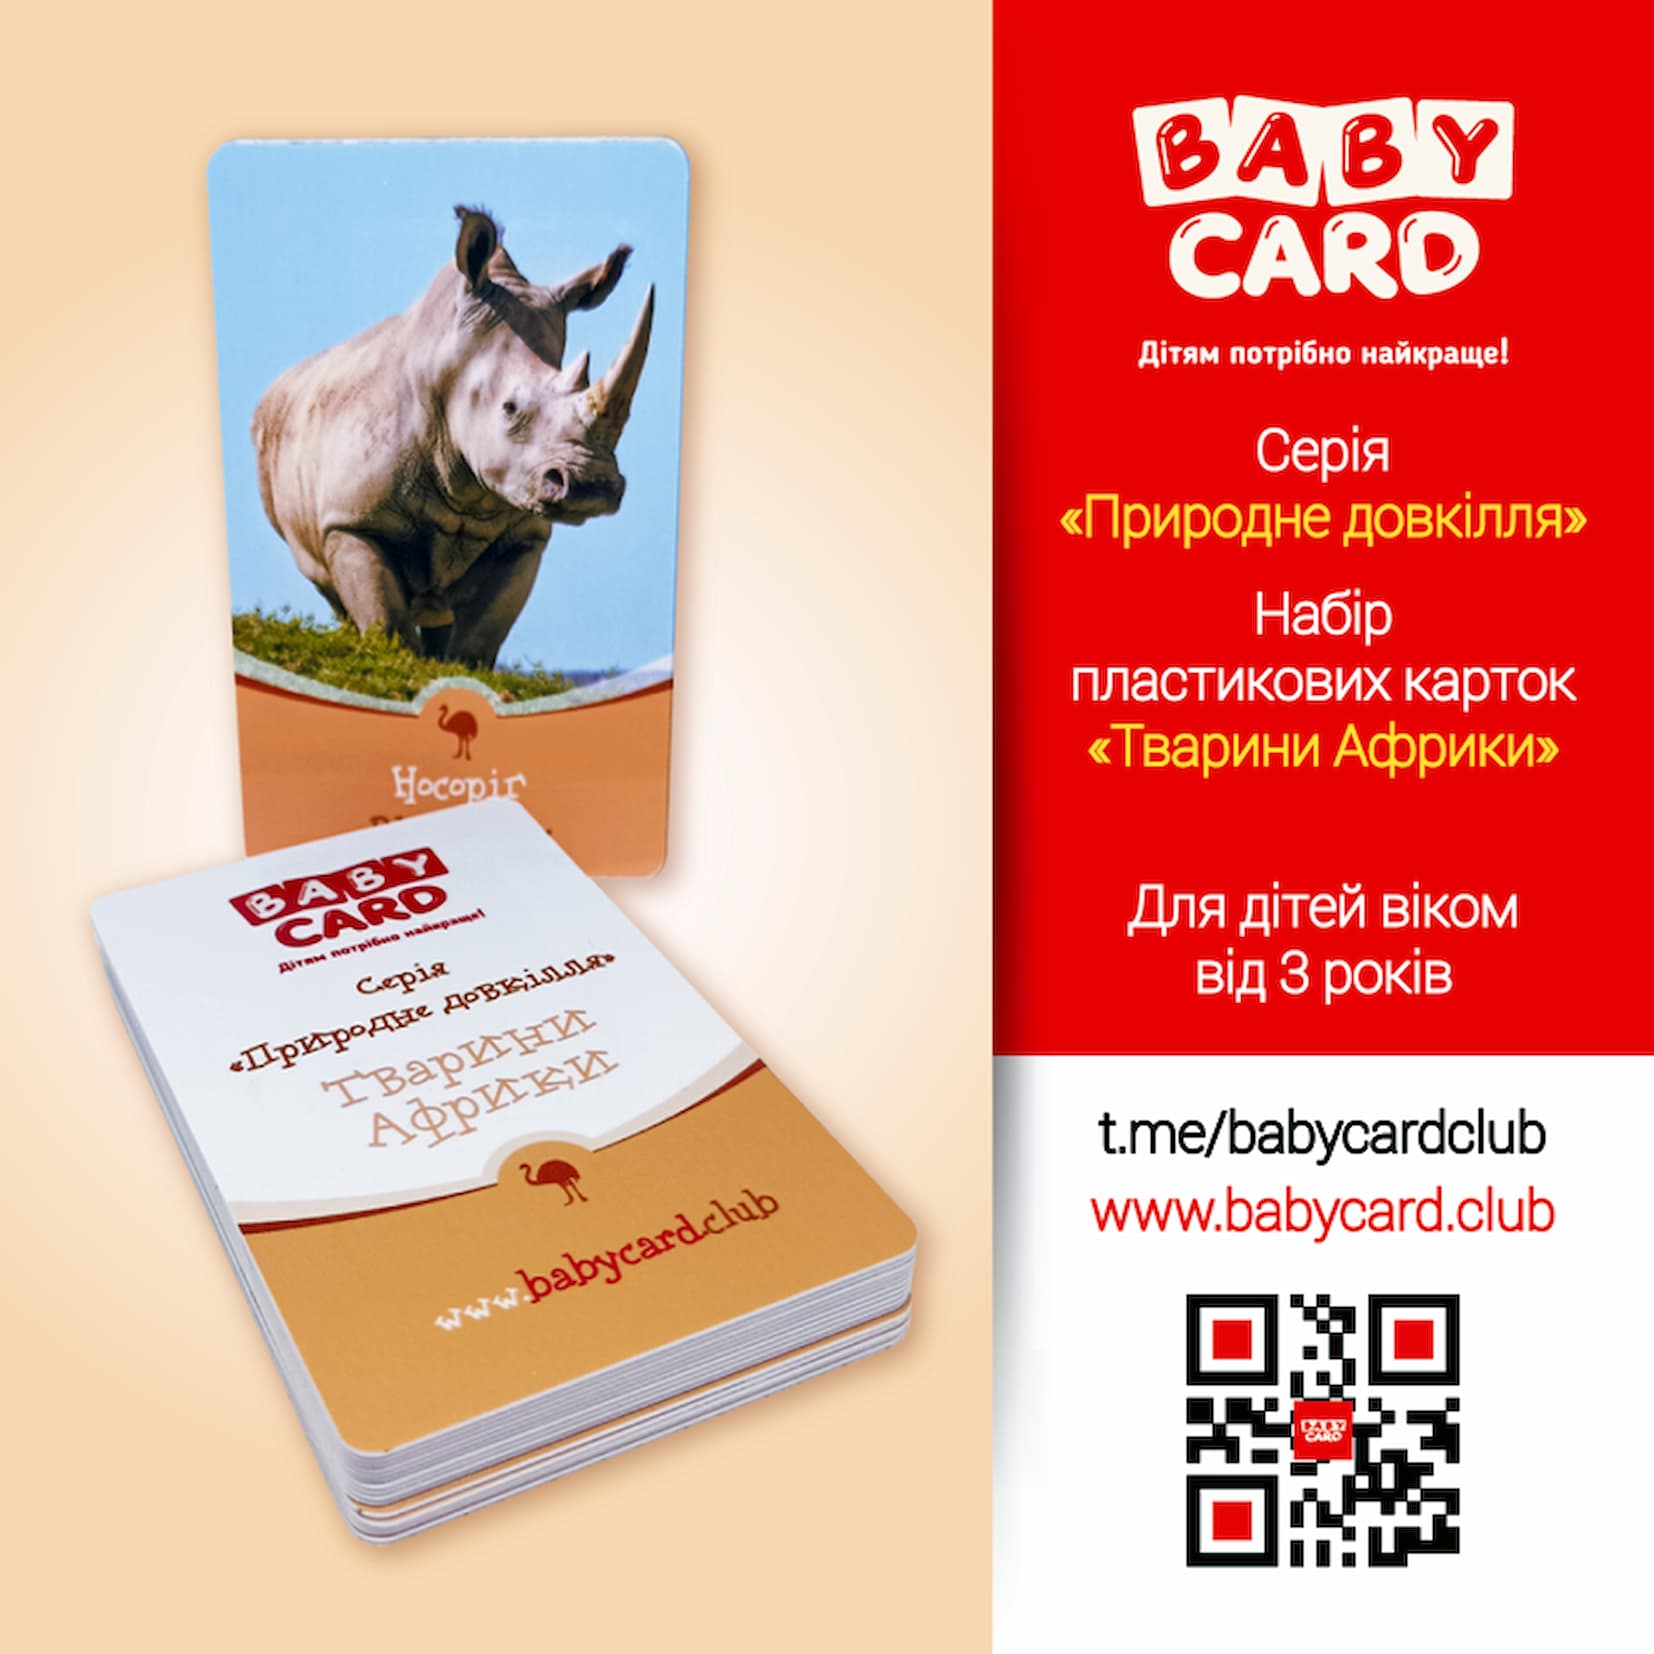 Носоріг
BABY
CARD
Дітям потрібно найкраще!
Серія
«Природне довкілля»
Тварини
Африки
www.babycard.club
BABY
CARD
Дітям потрібно найкраще!
Серія
«Природне довкілля»
Набір
пластикових карток
«Тварини Африки»
Для дітей віком
від 3 років
t.me/babycardclub
www.babycard.club
BABY
CARD